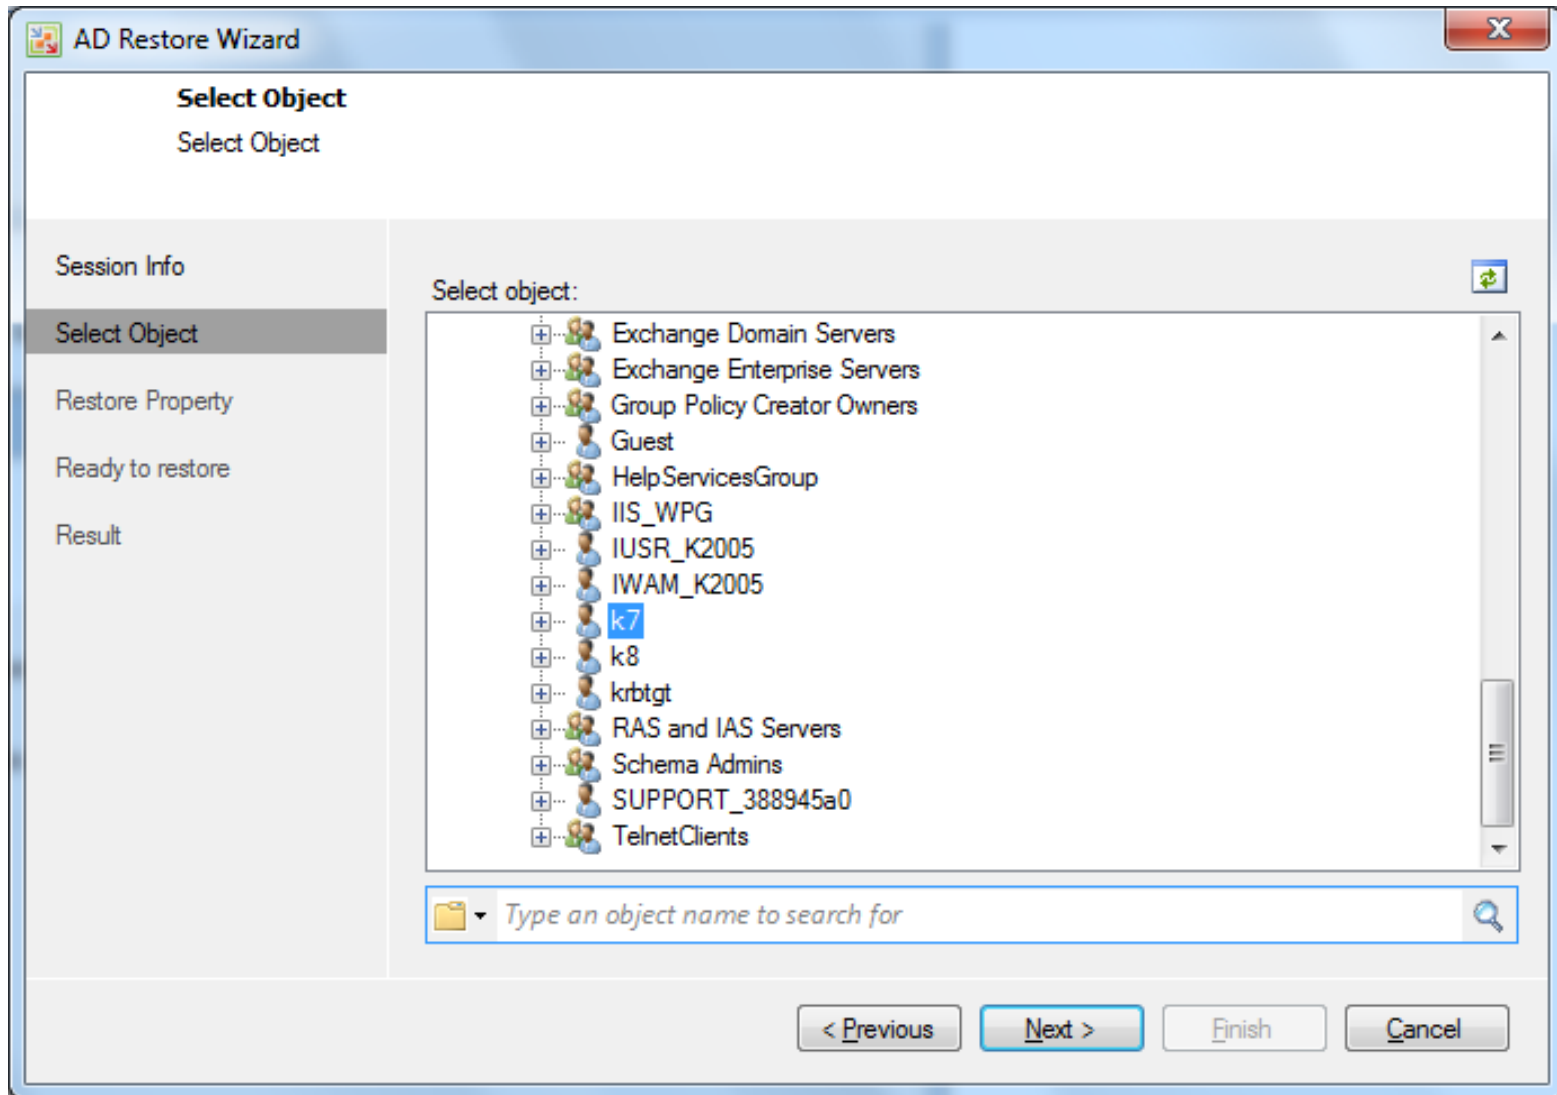 AD Restore Wizard
Select Object
Select Object
Session Info
Select Object
Restore Property
Ready to restore
Result
Select object:
Exchange Domain Servers
Exchange Enterprise Servers
Group Policy Creator Owners
Guest
HelpServicesGroup
IIS_WPG
IUSR_K2005
IWAM_K2005
k7
k8
krbtgt
RAS and IAS Servers
Schema Admins
SUPPORT_388945a0
TelnetClients
Type an object name to search for
< Previous Next > Finish Cancel